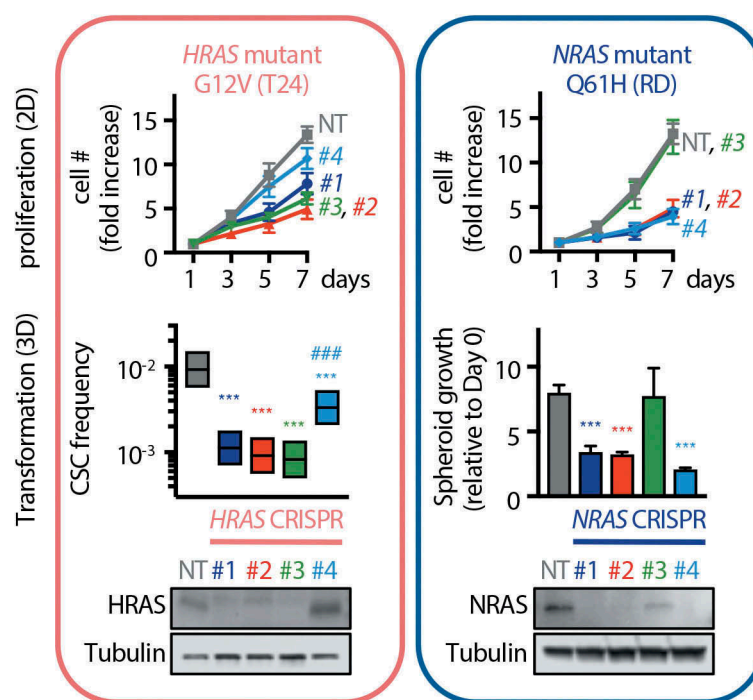 HRAS mutant
G12V (T24)
proliferation (2D)
cell #
(fold increase)
15
10
5
0
1 3 5 7 days
NT
#4
#1
#3, #2
Transformation (3D)
CSC frequency
10-2
10-3
***
***
***
###
***
HRAS CRISPR
NT #1 #2 #3 #4
HRAS
Tubulin
NRAS mutant
Q61H (RD)
cell #
(fold increase)
15
10
5
0
1 3 5 7 days
NT, #3
#1, #2
#4
Spheroid growth
(relative to Day 0)
10
5
0
***
***
***
NRAS CRISPR
NT #1 #2 #3 #4
NRAS
Tubulin